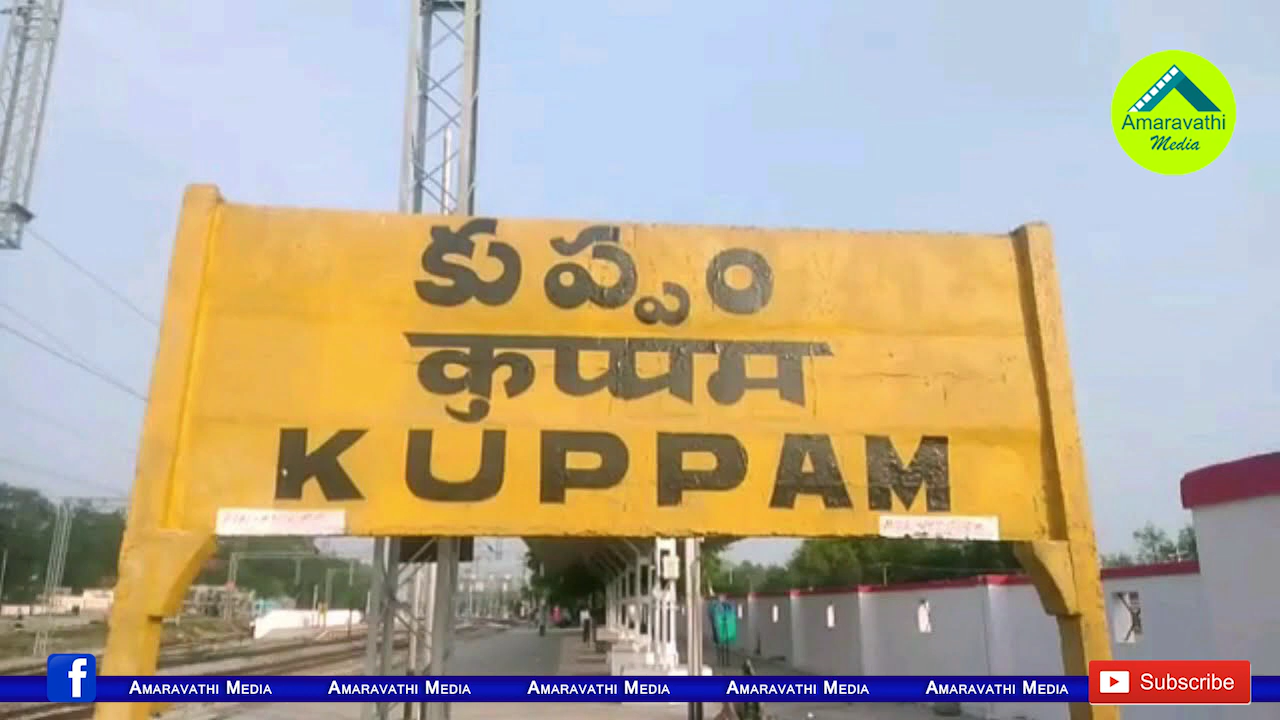 Amaravathi
Media
కుప్పం
कुप्पम
KUPPAM
f Amaravathi Media Amaravathi Media Amaravathi Media Amaravathi Media Amaravathi Media Subscribe